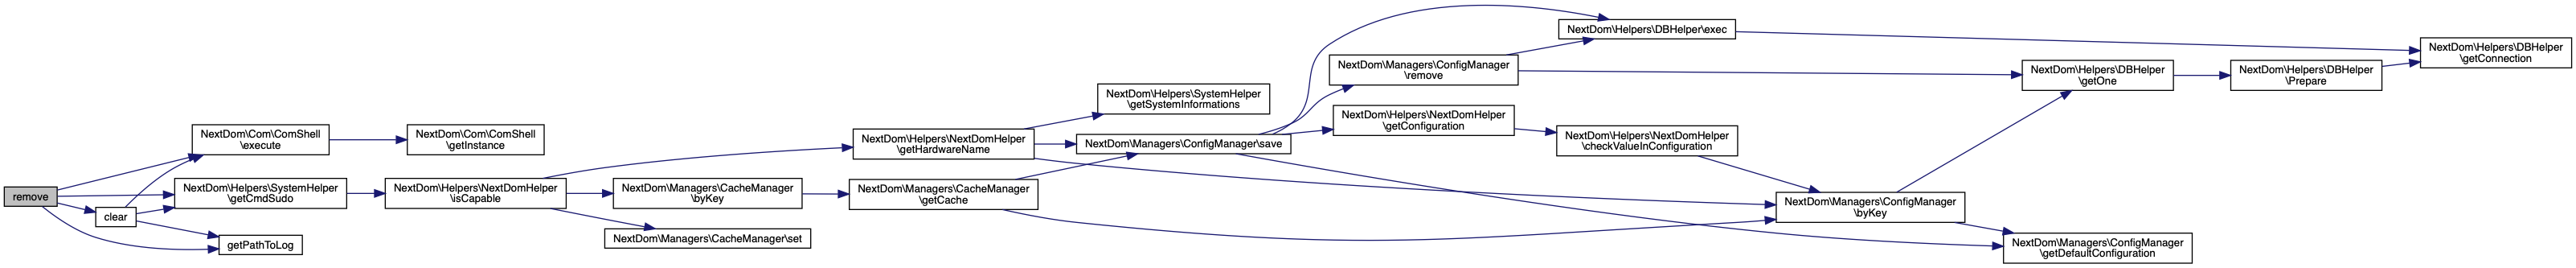 remove
NextDom\Com\ComShell
\execute
NextDom\Helpers\SystemHelper
\getCmdSudo
clear
getPathToLog
NextDom\Com\ComShell
\getInstance
NextDom\Helpers\NextDomHelper
\isCapable
NextDom\Managers\CacheManager
\byKey
NextDom\Managers\CacheManager\set
NextDom\Helpers\NextDomHelper
\getHardwareName
NextDom\Managers\CacheManager
\getCache
NextDom\Helpers\SystemHelper
\getSystemInformations
NextDom\Managers\ConfigManager\save
NextDom\Managers\ConfigManager
\remove
NextDom\Helpers\NextDomHelper
\getConfiguration
NextDom\Helpers\DBHelper\exec
NextDom\Helpers\NextDomHelper
\checkValueInConfiguration
NextDom\Managers\ConfigManager
\byKey
NextDom\Helpers\DBHelper
\getOne
NextDom\Managers\ConfigManager
\getDefaultConfiguration
NextDom\Helpers\DBHelper
\Prepare
NextDom\Helpers\DBHelper
\getConnection